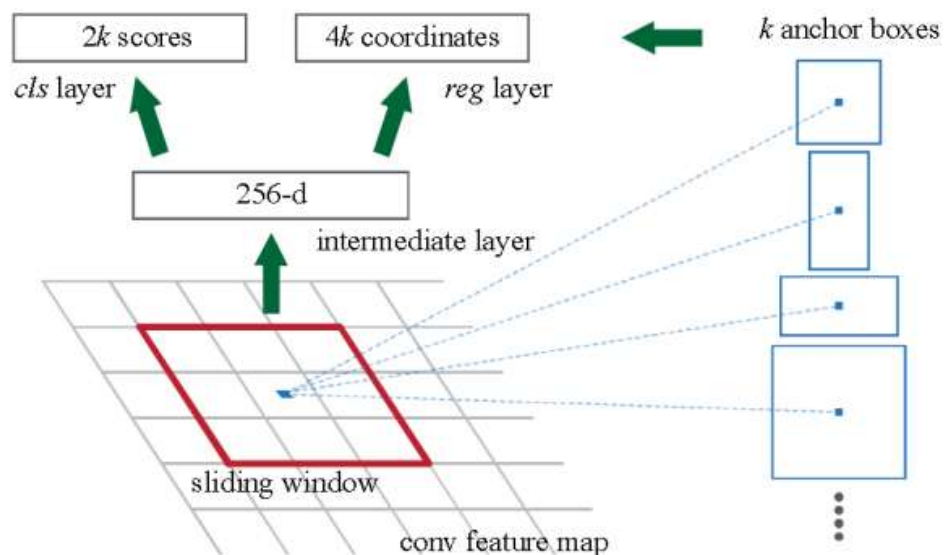 2k scores
4k coordinates
k anchor boxes
cls layer
reg layer
256-d
intermediate layer
sliding window
conv feature map